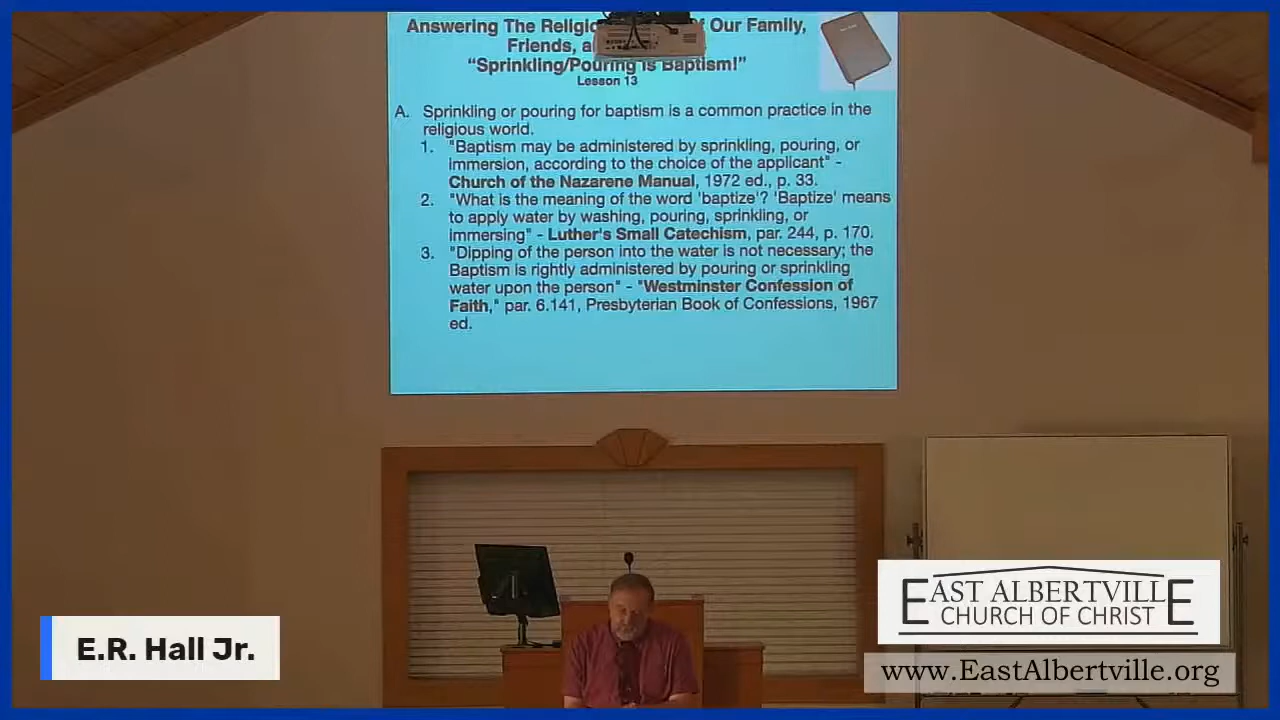 Answering The Religio Of Our Family,
Friends, a
“Sprinkling/Pouring Is Baptism!”
Lesson 13
A. Sprinkling or pouring for baptism is a common practice in the
religious world.
1. "Baptism may be administered by sprinkling, pouring, or
immersion, according to the choice of the applicant" -
Church of the Nazarene Manual, 1972 ed., p. 33.
2. "What is the meaning of the word 'baptize'? 'Baptize' means
to apply water by washing, pouring, sprinkling, or
immersing" - Luther's Small Catechism, par. 244, p. 170.
3. "Dipping of the person into the water is not necessary; the
Baptism is rightly administered by pouring or sprinkling
water upon the person" - "Westminster Confession of
Faith," par. 6.141, Presbyterian Book of Confessions, 1967
ed.
E.R. Hall Jr.
EAST ALBERTVILLE
CHURCH OF CHRIST
www.EastAlbertville.org